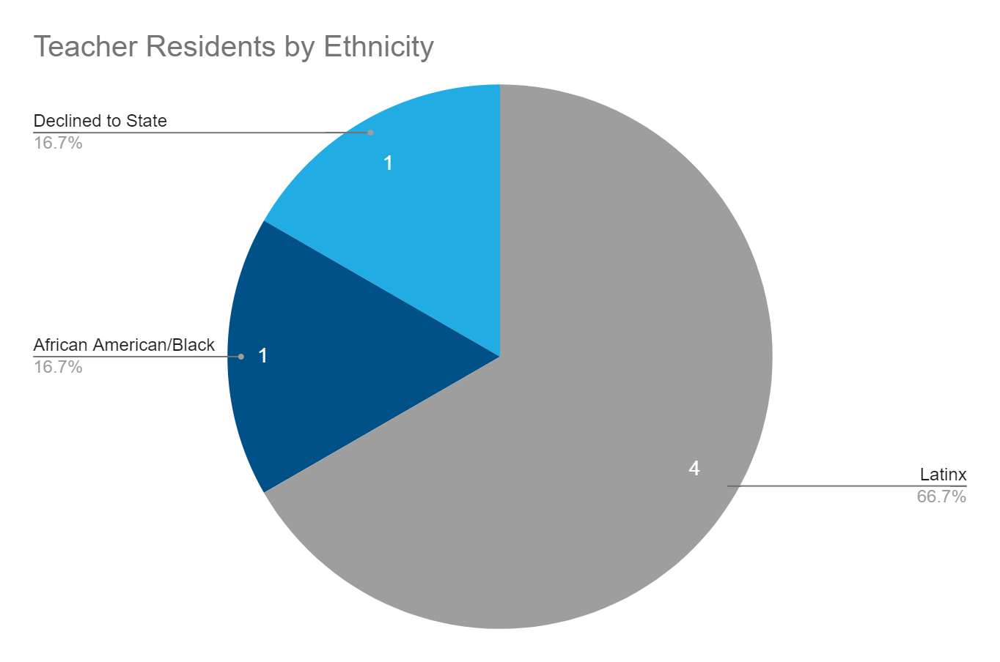 Teacher Residents by Ethnicity
Declined to State
16.7%
1
African American/Black
16.7%
1
4
Latinx
66.7%